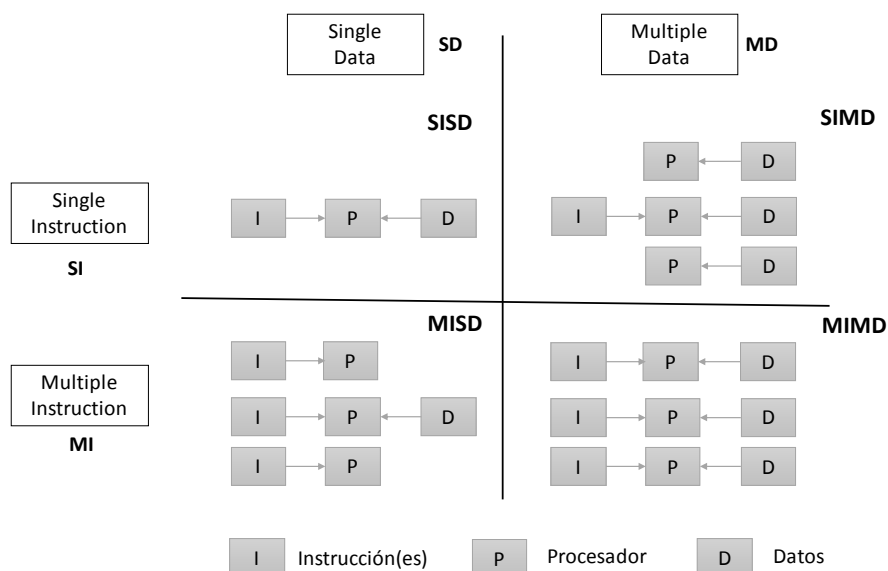 Single
Data
SD
Multiple
Data
MD
SISD
SIMD
P
D
Single
Instruction
SI
I
P
D
I
P
D
P
D
MISD
MIMD
Multiple
Instruction
MI
I
P
I
P
D
I
P
D
I
P
D
I
P
I
P
D
I
Instrucción(es)
P
Procesador
D
Datos